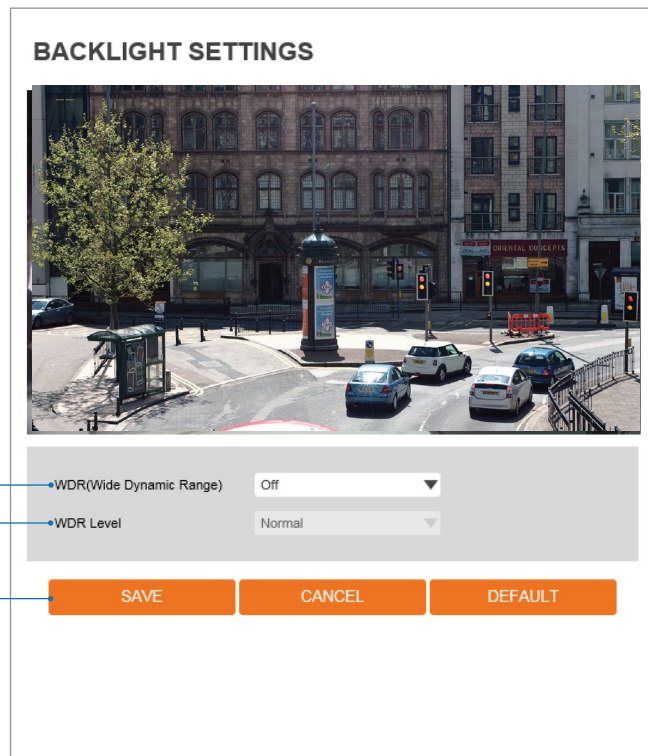 BACKLIGHT SETTINGS
ORIENTAL CONCEPTS
WDR(Wide Dynamic Range) Off
WDR Level Normal
SAVE CANCEL DEFAULT